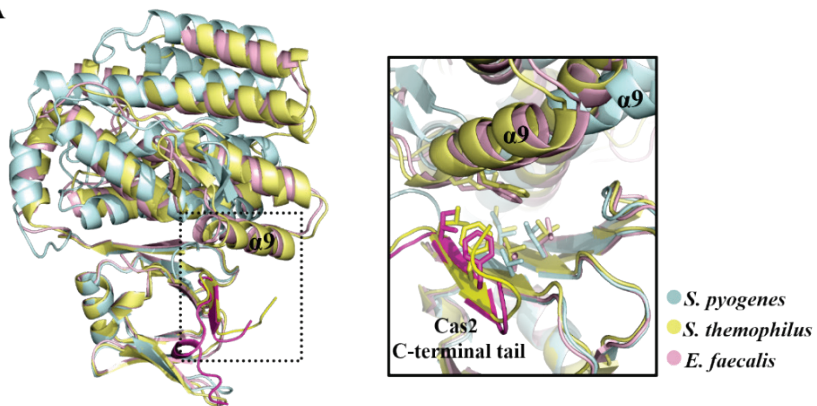 A
α9
α9
α9
Cas2
C-terminal tail
S. pyogenes
S. themophilus
E. faecalis